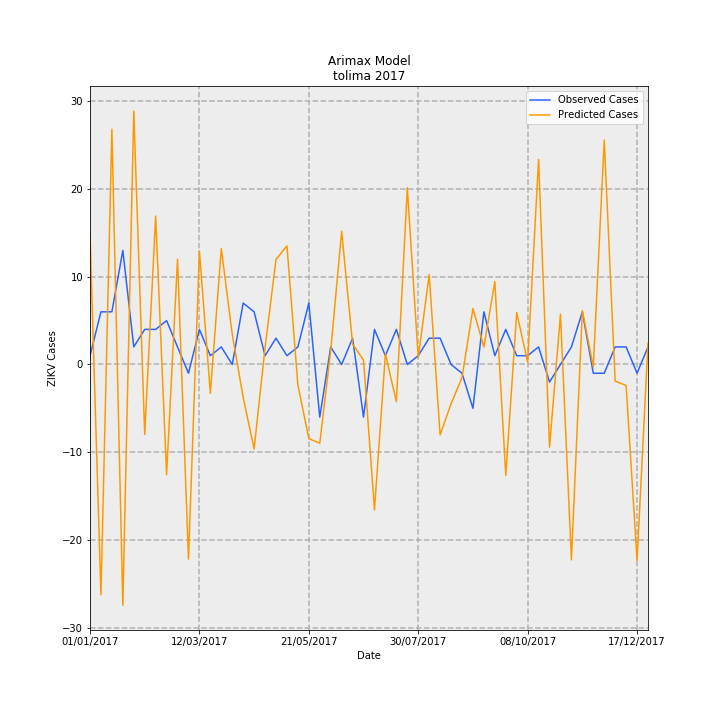 Arimax Model
tolima 2017
Observed Cases
Predicted Cases
ZIKV Cases
30
20
10
0
−10
−20
−30
01/01/2017 12/03/2017 21/05/2017 30/07/2017 08/10/2017 17/12/2017
Date